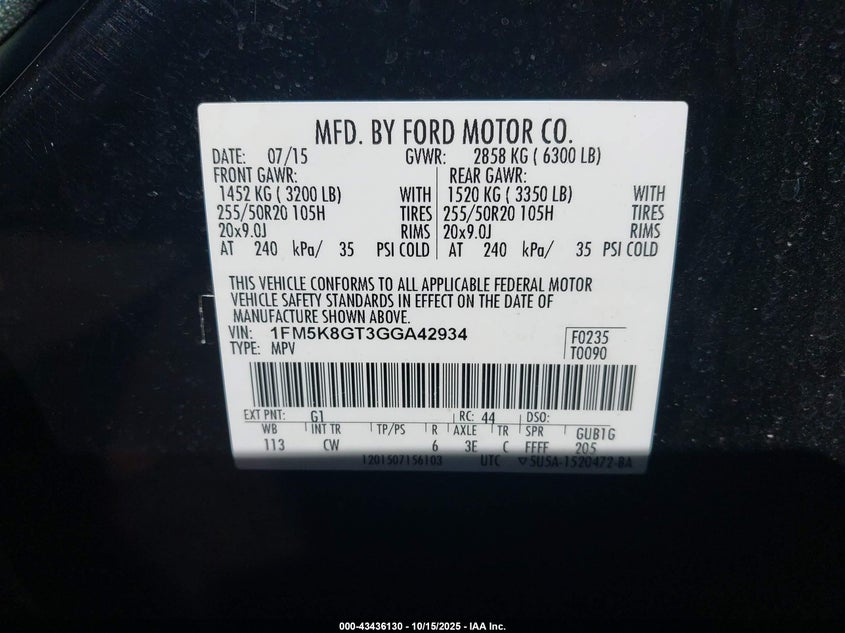 MFD. BY FORD MOTOR CO.
DATE: 07/15 GVWR: 2858 KG ( 6300 LB)
FRONT GAWR: REAR GAWR:
1452 KG ( 3200 LB) WITH 1520 KG ( 3350 LB) WITH
255/50R20 105H TIRES 255/50R20 105H TIRES
20x9.0J RIMS 20x9.0J RIMS
AT 240 kPa/ 35 PSI COLD AT 240 kPa/ 35 PSI COLD
THIS VEHICLE CONFORMS TO ALL APPLICABLE FEDERAL MOTOR
VEHICLE SAFETY STANDARDS IN EFFECT ON THE DATE OF
MANUFACTURE SHOWN ABOVE.
VIN: 1FM5K8GT3GGA42934 F0235
TYPE: MPV T0090
EXT PNT: G1 RC: 44 DSO:
WB INT TR TP/PS R AXLE TR SPR GUB1G
113 CW 6 3E C FFFF 205
1201507156103 UTC ▽5U5A-1520472-BA
000-43436130 - 10/15/2025 - IAA Inc.